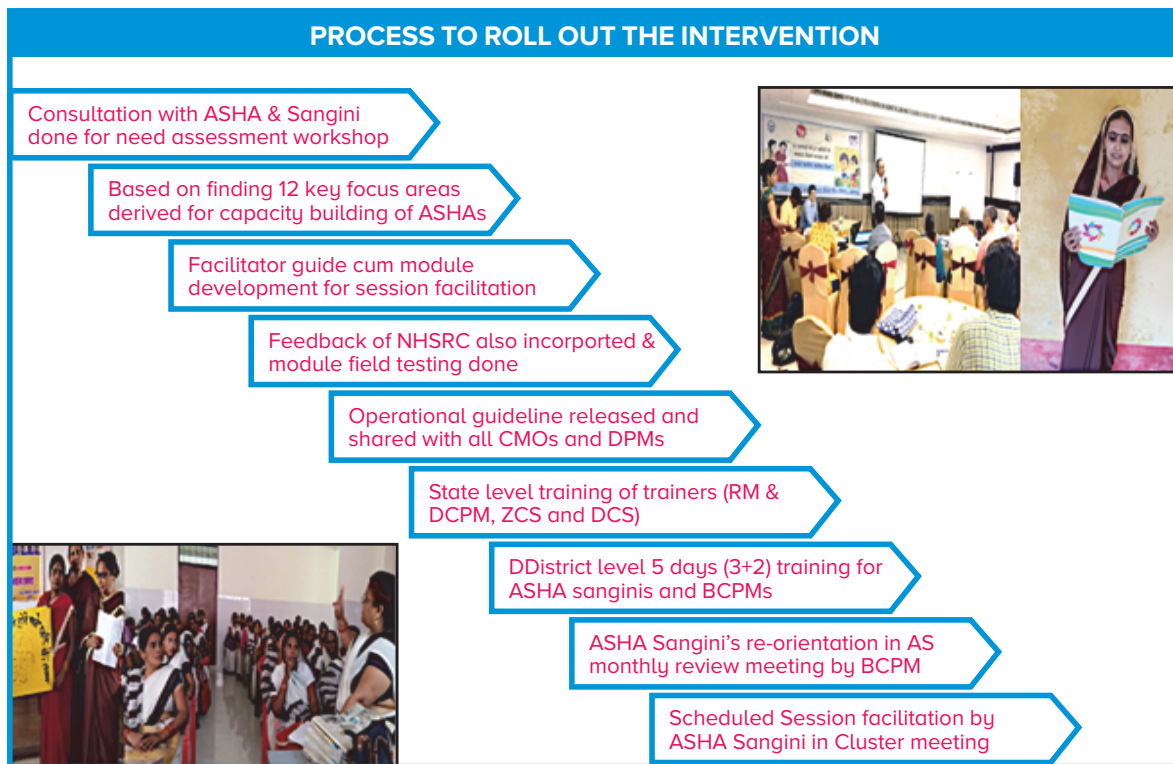 PROCESS TO ROLL OUT THE INTERVENTION
Consultation with ASHA & Sangini
done for need assessment workshop
Based on finding 12 key focus areas
derived for capacity building of ASHAs
Facilitator guide cum module
development for session facilitation
Feedback of NHSRC also incorported &
module field testing done
Operational guideline released and
shared with all CMOs and DPMs
State level training of trainers (RM &
DCPM, ZCS and DCS)
DDistrict level 5 days (3+2) training for
ASHA sanginis and BCPMs
ASHA Sangini's re-orientation in AS
monthly review meeting by BCPM
Scheduled Session facilitation by
ASHA Sangini in Cluster meeting